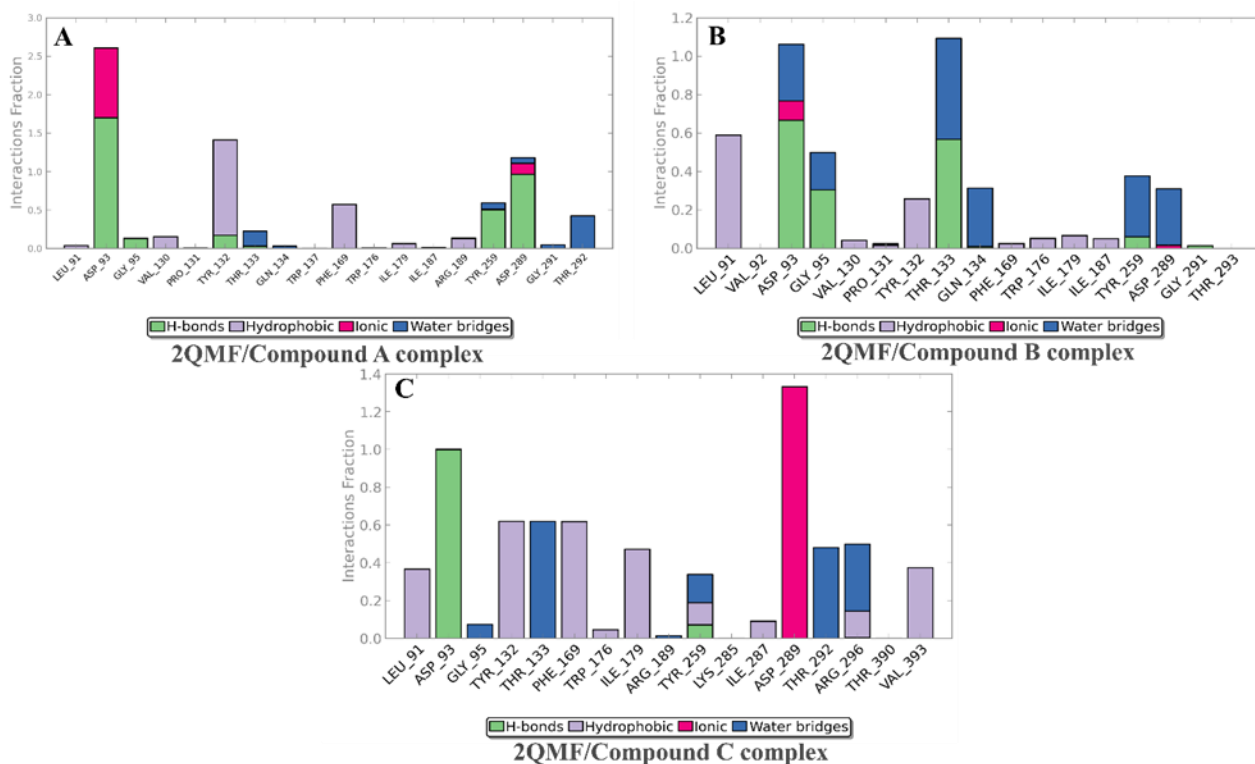 A
Interactions Fraction
3.0
2.5
2.0
1.5
1.0
0.5
0.0
LEU_91 ASP_93 GLY_95 VAL_130 PRO_131 TYR_132 THR_133 GLN_134 TRP_137 PHE_169 TRP_176 ILE_179 ILE_187 ARG_189 TYR_259 ASP_289 GLY_291 THR_292
H-bonds Hydrophobic Ionic Water bridges
2QMF/Compound A complex
B
Interactions Fraction
1.2
1.0
0.8
0.6
0.4
0.2
0.0
LEU_91 VAL_92 ASP_93 GLY_95 VAL_130 PRO_131 TYR_132 THR_133 GLN_134 PHE_169 TRP_176 ILE_179 ILE_187 TYR_259 ASP_289 GLY_291 THR_293
H-bonds Hydrophobic Ionic Water bridges
2QMF/Compound B complex
C
Interactions Fraction
1.4
1.2
1.0
0.8
0.6
0.4
0.2
0.0
LEU_91 ASP_93 GLY_95 TYR_132 THR_133 PHE_169 TRP_176 ILE_179 ARG_189 TYR_259 LYS_285 ILE_287 ASP_289 THR_292 ARG_296 THR_390 VAL_393
H-bonds Hydrophobic Ionic Water bridges
2QMF/Compound C complex